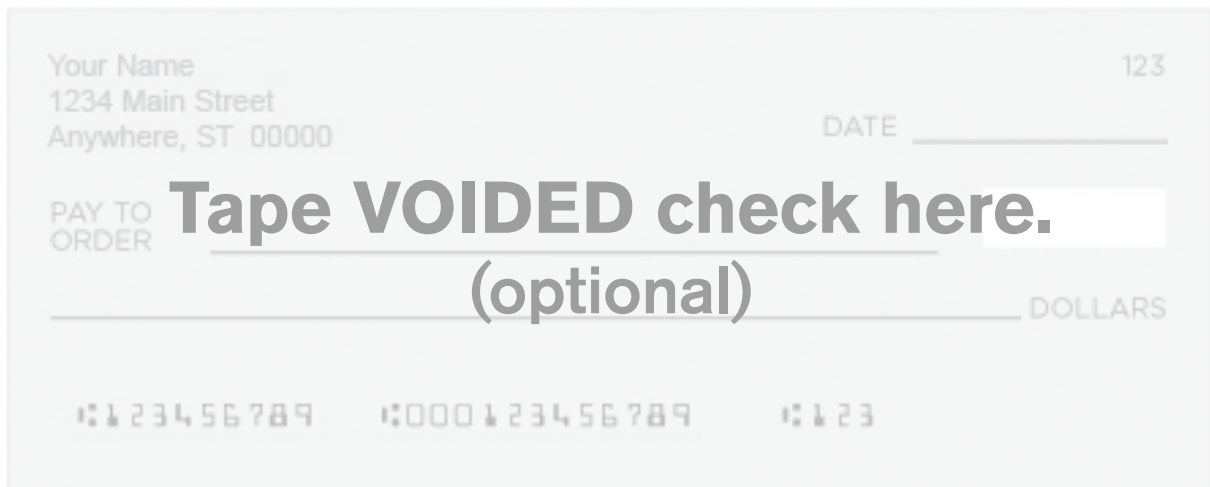 Your Name
123
1234 Main Street
Anywhere, ST 00000
DATE
PAY TO
ORDER
Tape VOIDED check here.
(optional)
DOLLARS
⑆123456789 ⑆000123456789 ⑆123